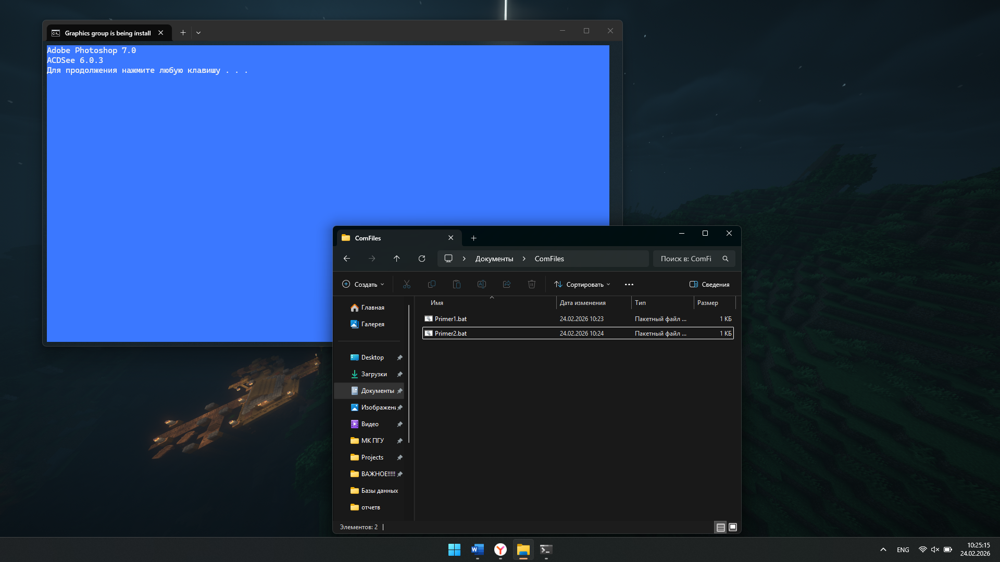 Graphics group is being install
Adobe Photoshop 7.0
ACDSee 6.0.3
Для продолжения нажмите любую клавишу . . .
ComFiles
Документы
ComFiles
Поиск в: ComFi
Создать
Сортировать
Сведения
Имя
Дата изменения
Тип
Размер
Primer1.bat
24.02.2026 10:23
Пакетный файл ...
1 КБ
Primer2.bat
24.02.2026 10:24
Пакетный файл ...
1 КБ
Главная
Галерея
Desktop
Загрузки
Документы
Изображени
Видео
МК ПГУ
Projects
ВАЖНОЕ!!!!!
Базы данных
отчетв
Элементов: 2
ENG
10:25:15
24.02.2026